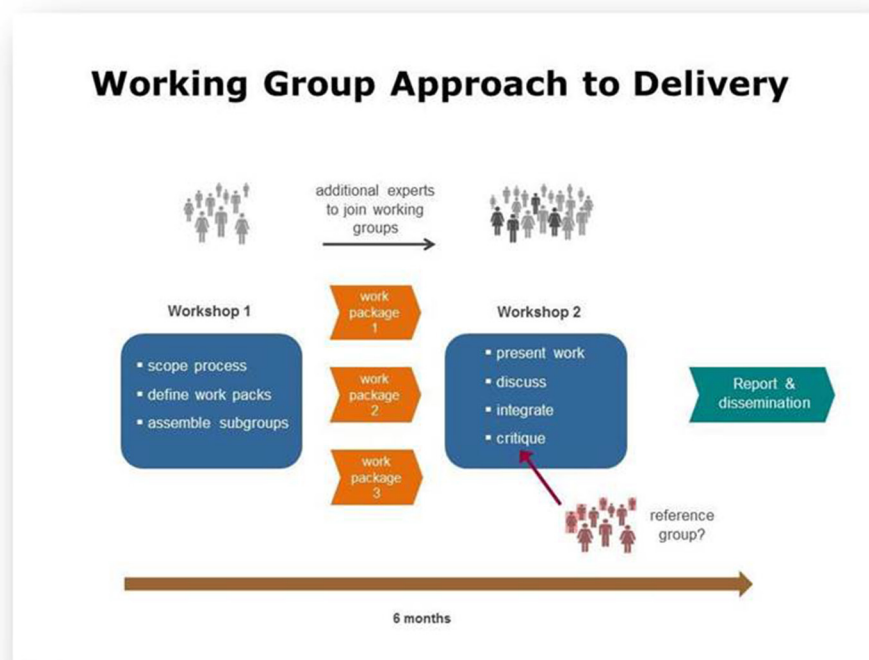 Working Group Approach to Delivery
additional experts
to join working
groups
Workshop 1
▪ scope process
▪ define work packs
▪ assemble subgroups
work
package
1
work
package
2
work
package
3
Workshop 2
▪ present work
▪ discuss
▪ integrate
▪ critique
reference
group?
Report &
dissemination
6 months